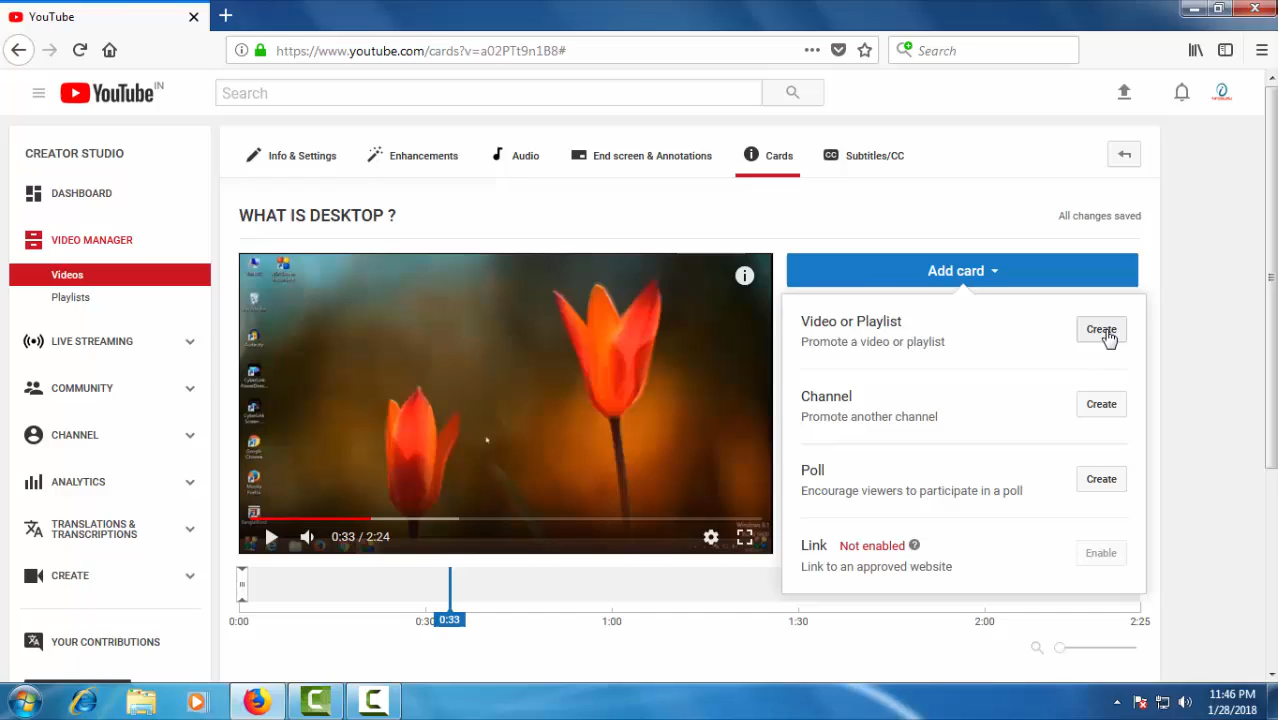 YouTube
https://www.youtube.com/cards?v=a02PTt9n1B8#
Search
YouTube IN
Search
CREATOR STUDIO
DASHBOARD
VIDEO MANAGER
Videos
Playlists
LIVE STREAMING
COMMUNITY
CHANNEL
ANALYTICS
TRANSLATIONS &
TRANSCRIPTIONS
CREATE
YOUR CONTRIBUTIONS
Info & Settings
Enhancements
Audio
End screen & Annotations
Cards
CC Subtitles/CC
WHAT IS DESKTOP ?
All changes saved
Add card
Video or Playlist
Promote a video or playlist
Create
Channel
Promote another channel
Create
Poll
Encourage viewers to participate in a poll
Create
Link Not enabled
Link to an approved website
Enable
0:33 / 2:24
0:00
0:30
0:33
1:00
1:30
2:00
2:25
11:46 PM
1/28/2018